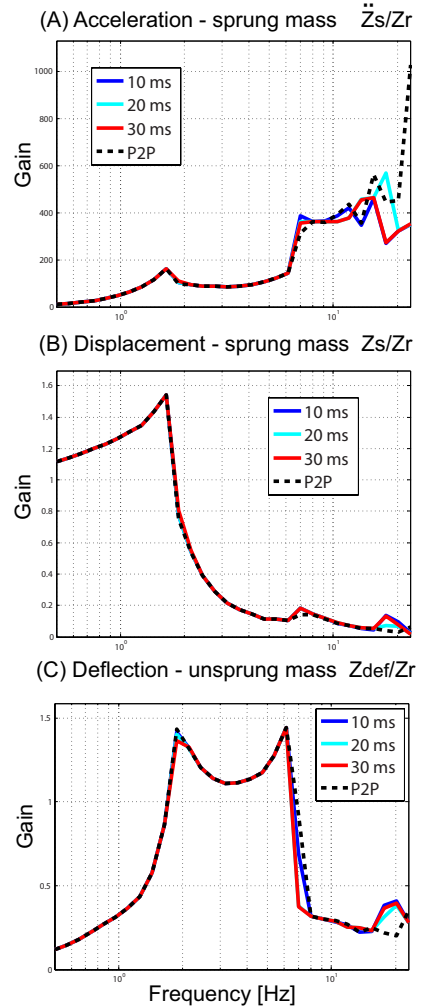 (A) Acceleration - sprung mass Z̈s/Zr
1000
800
600
400
200
0
Gain
10 ms
20 ms
30 ms
P2P
10⁰
10¹
(B) Displacement - sprung mass Zs/Zr
1.6
1.4
1.2
1
0.8
0.6
0.4
0.2
0
Gain
10 ms
20 ms
30 ms
P2P
10⁰
10¹
(C) Deflection - unsprung mass Zdef/Zr
1.5
1
0.5
0
Gain
10 ms
20 ms
30 ms
P2P
10⁰
10¹
Frequency [Hz]